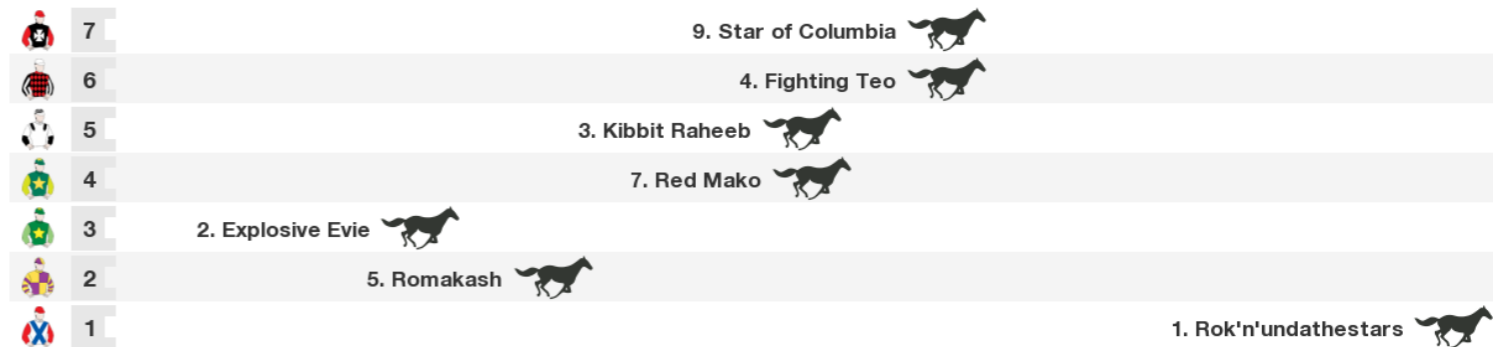 7 9. Star of Columbia
6 4. Fighting Teo
5 3. Kibbit Raheeb
4 7. Red Mako
3 2. Explosive Evie
2 5. Romakash
1 1. Rok'n'undathestars